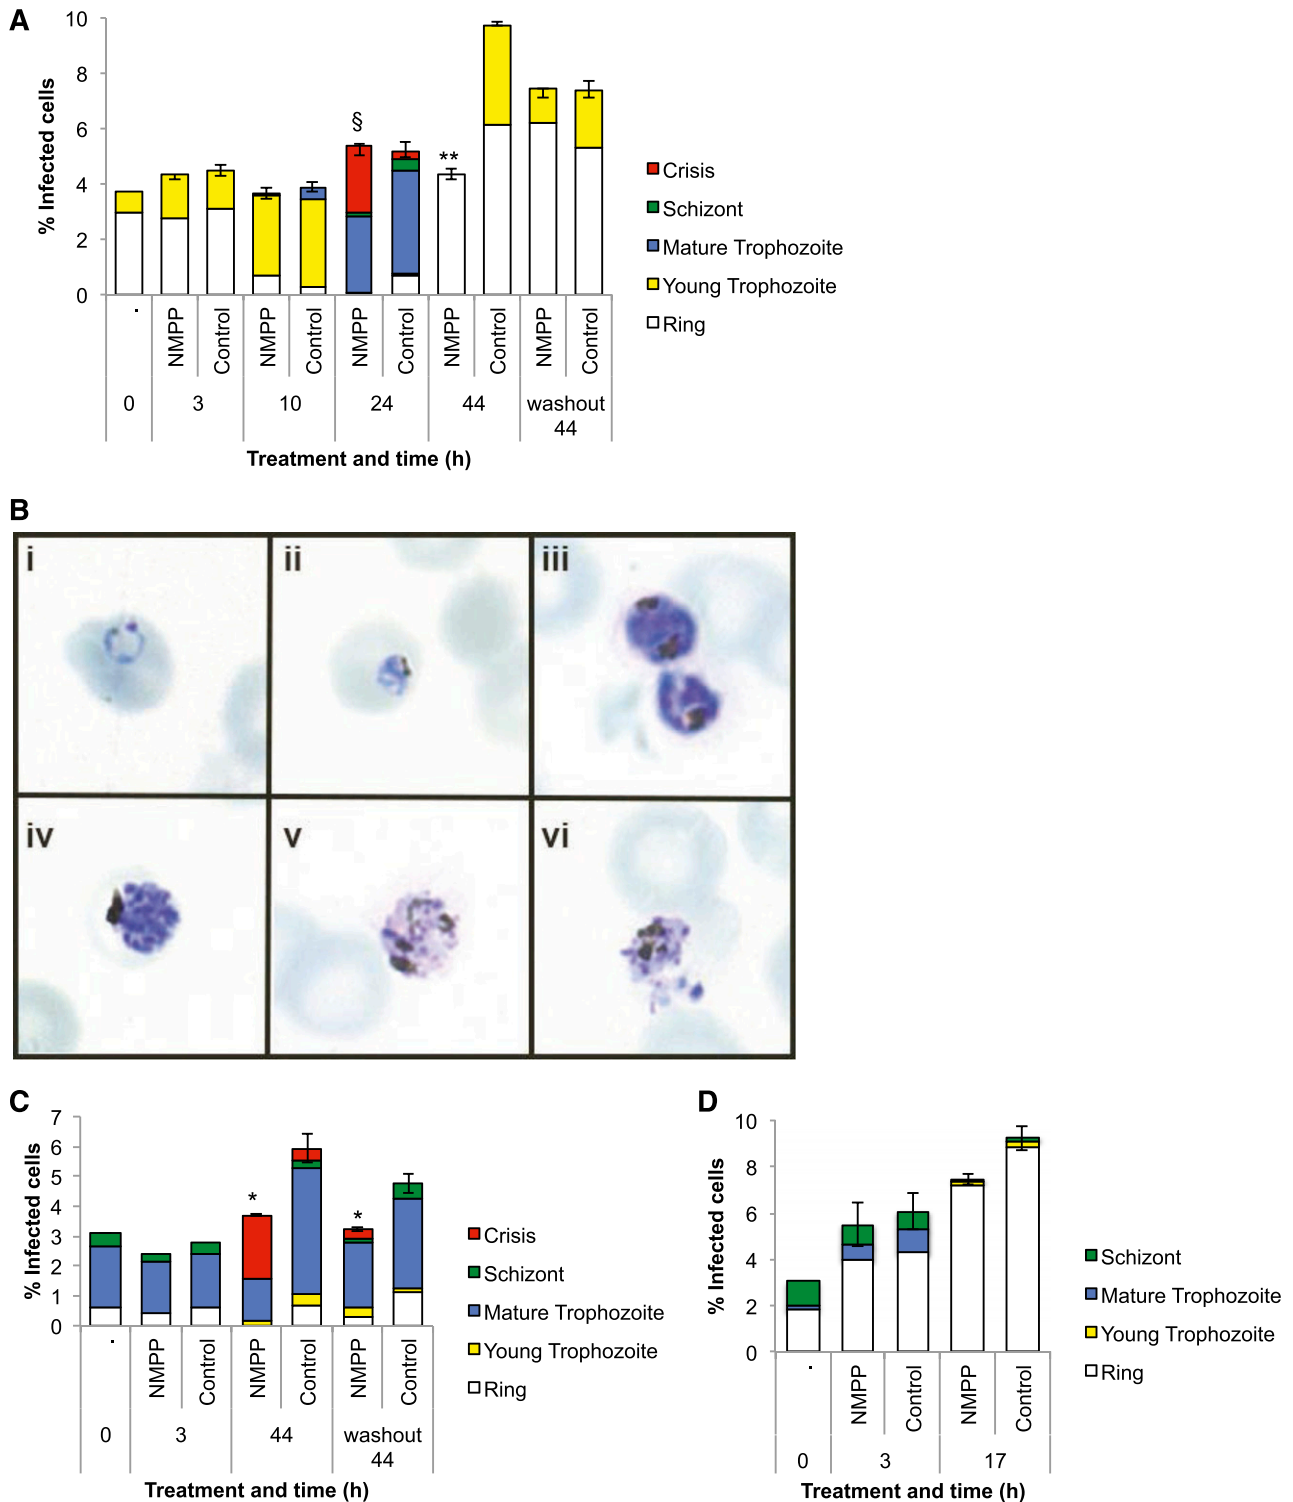 A
10
8
6
4
2
0
% Infected cells
§
**
Crisis
Schizont
Mature Trophozoite
Young Trophozoite
Ring
. NMPP Control NMPP Control NMPP Control NMPP Control NMPP Control
0 3 10 24 44 washout
44
Treatment and time (h)
B
i ii iii
iv v vi
C
7
6
5
4
3
2
1
0
% Infected cells
*
*
Crisis
Schizont
Mature Trophozoite
Young Trophozoite
Ring
. NMPP Control NMPP Control NMPP Control
0 3 44 washout
44
Treatment and time (h)
D
10
8
6
4
2
0
% Infected cells
Schizont
Mature Trophozoite
Young Trophozoite
Ring
. NMPP Control NMPP Control
0 3 17
Treatment and time (h)